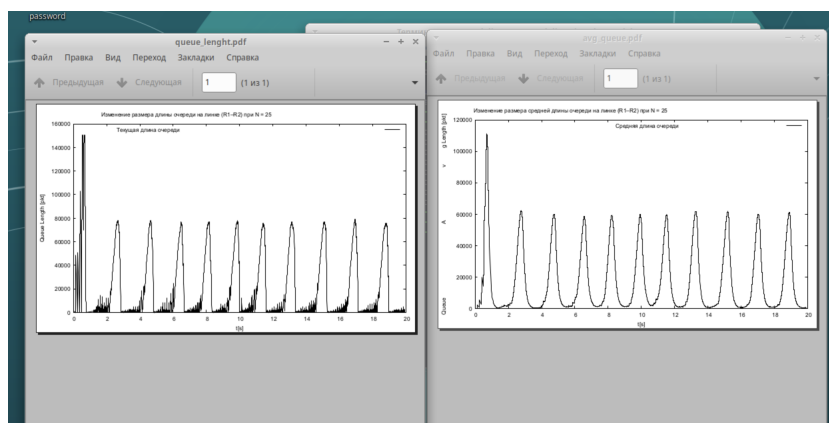 password
queue_lenght.pdf
Файл Правка Вид Переход Закладки Справка
Предыдущая Следующая 1 (1 из 1)
Изменение размера длины очереди на линке (R1–R2) при N = 25
Текущая длина очереди
Queue Length [pkt]
160000
140000
120000
100000
80000
60000
40000
20000
0
0 2 4 6 8 10 12 14 16 18 20
t[s]
avg_queue.pdf
Файл Правка Вид Переход Закладки Справка
Предыдущая Следующая 1 (1 из 1)
Изменение размера средней длины очереди на линке (R1–R2) при N = 25
Средняя длина очереди
Queue A v g Length [pkt]
120000
100000
80000
60000
40000
20000
0
0 2 4 6 8 10 12 14 16 18 20
t[s]